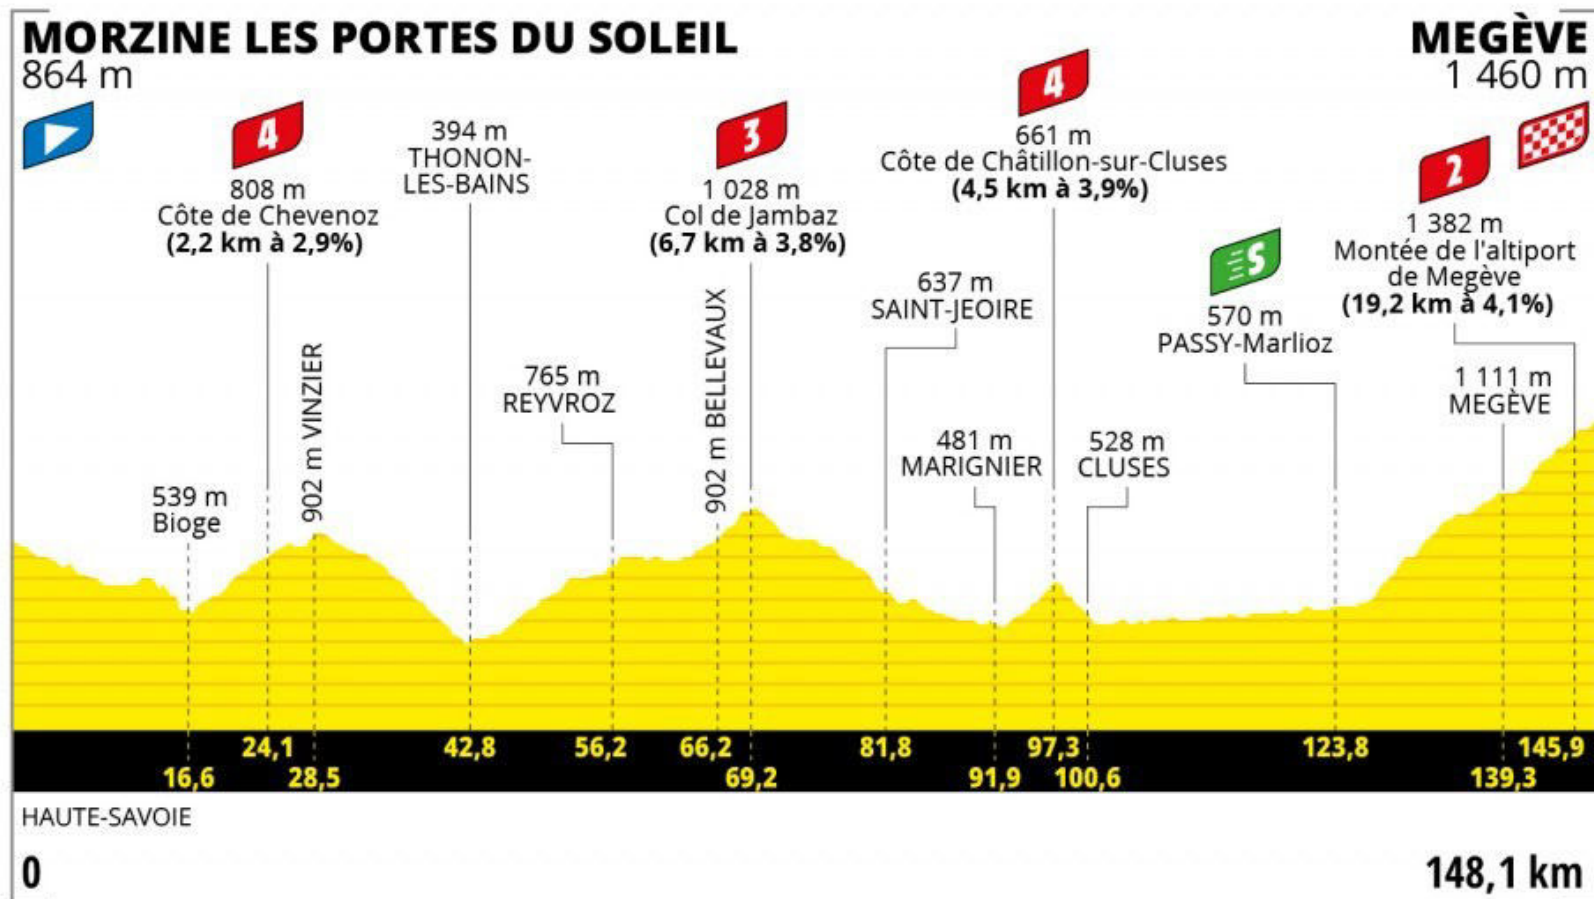 MORZINE LES PORTES DU SOLEIL
864 m
MEGÈVE
1 460 m
4
808 m
Côte de Chevenoz
(2,2 km à 2,9%)
394 m
THONON-
LES-BAINS
3
1 028 m
Col de Jambaz
(6,7 km à 3,8%)
4
661 m
Côte de Châtillon-sur-Cluses
(4,5 km à 3,9%)
2
1 382 m
Montée de l'altiport
de Megève
(19,2 km à 4,1%)
S
570 m
PASSY-Marlioz
637 m
SAINT-JEOIRE
902 m VINZIER
765 m
REYVROZ
902 m BELLEVAUX
1 111 m
MEGÈVE
481 m
MARIGNIER
528 m
CLUSES
539 m
Bioge
24,1
42,8
56,2
66,2
81,8
97,3
123,8
145,9
16,6
28,5
69,2
91,9
100,6
139,3
HAUTE-SAVOIE
0
148,1 km